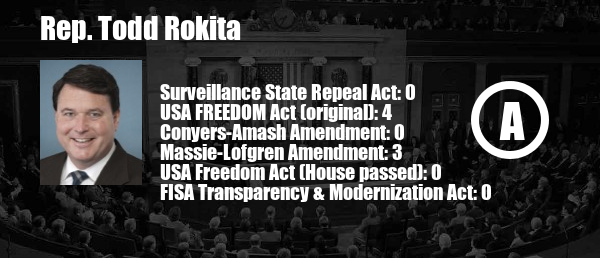 Rep. Todd Rokita
Surveillance State Repeal Act: 0
USA FREEDOM Act (original): 4
Conyers-Amash Amendment: 0
Massie-Lofgren Amendment: 3
USA Freedom Act (House passed): 0
FISA Transparency & Modernization Act: 0
A